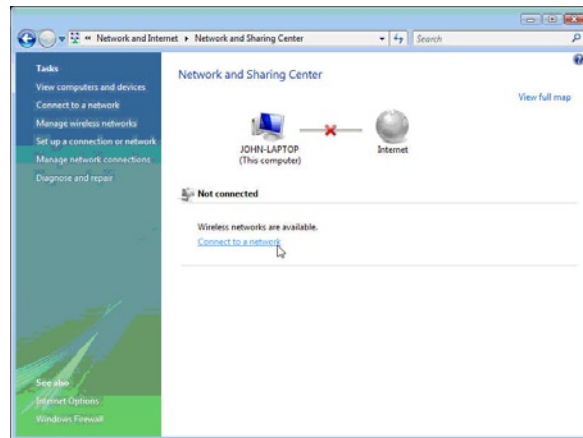 « Network and Internet ▸ Network and Sharing Center
Search
Tasks
View computers and devices
Connect to a network
Manage wireless networks
Set up a connection or network
Manage network connections
Diagnose and repair
See also
Internet Options
Windows Firewall
Network and Sharing Center
View full map
JOHN-LAPTOP
(This computer)
Internet
Not connected
Wireless networks are available.
Connect to a network